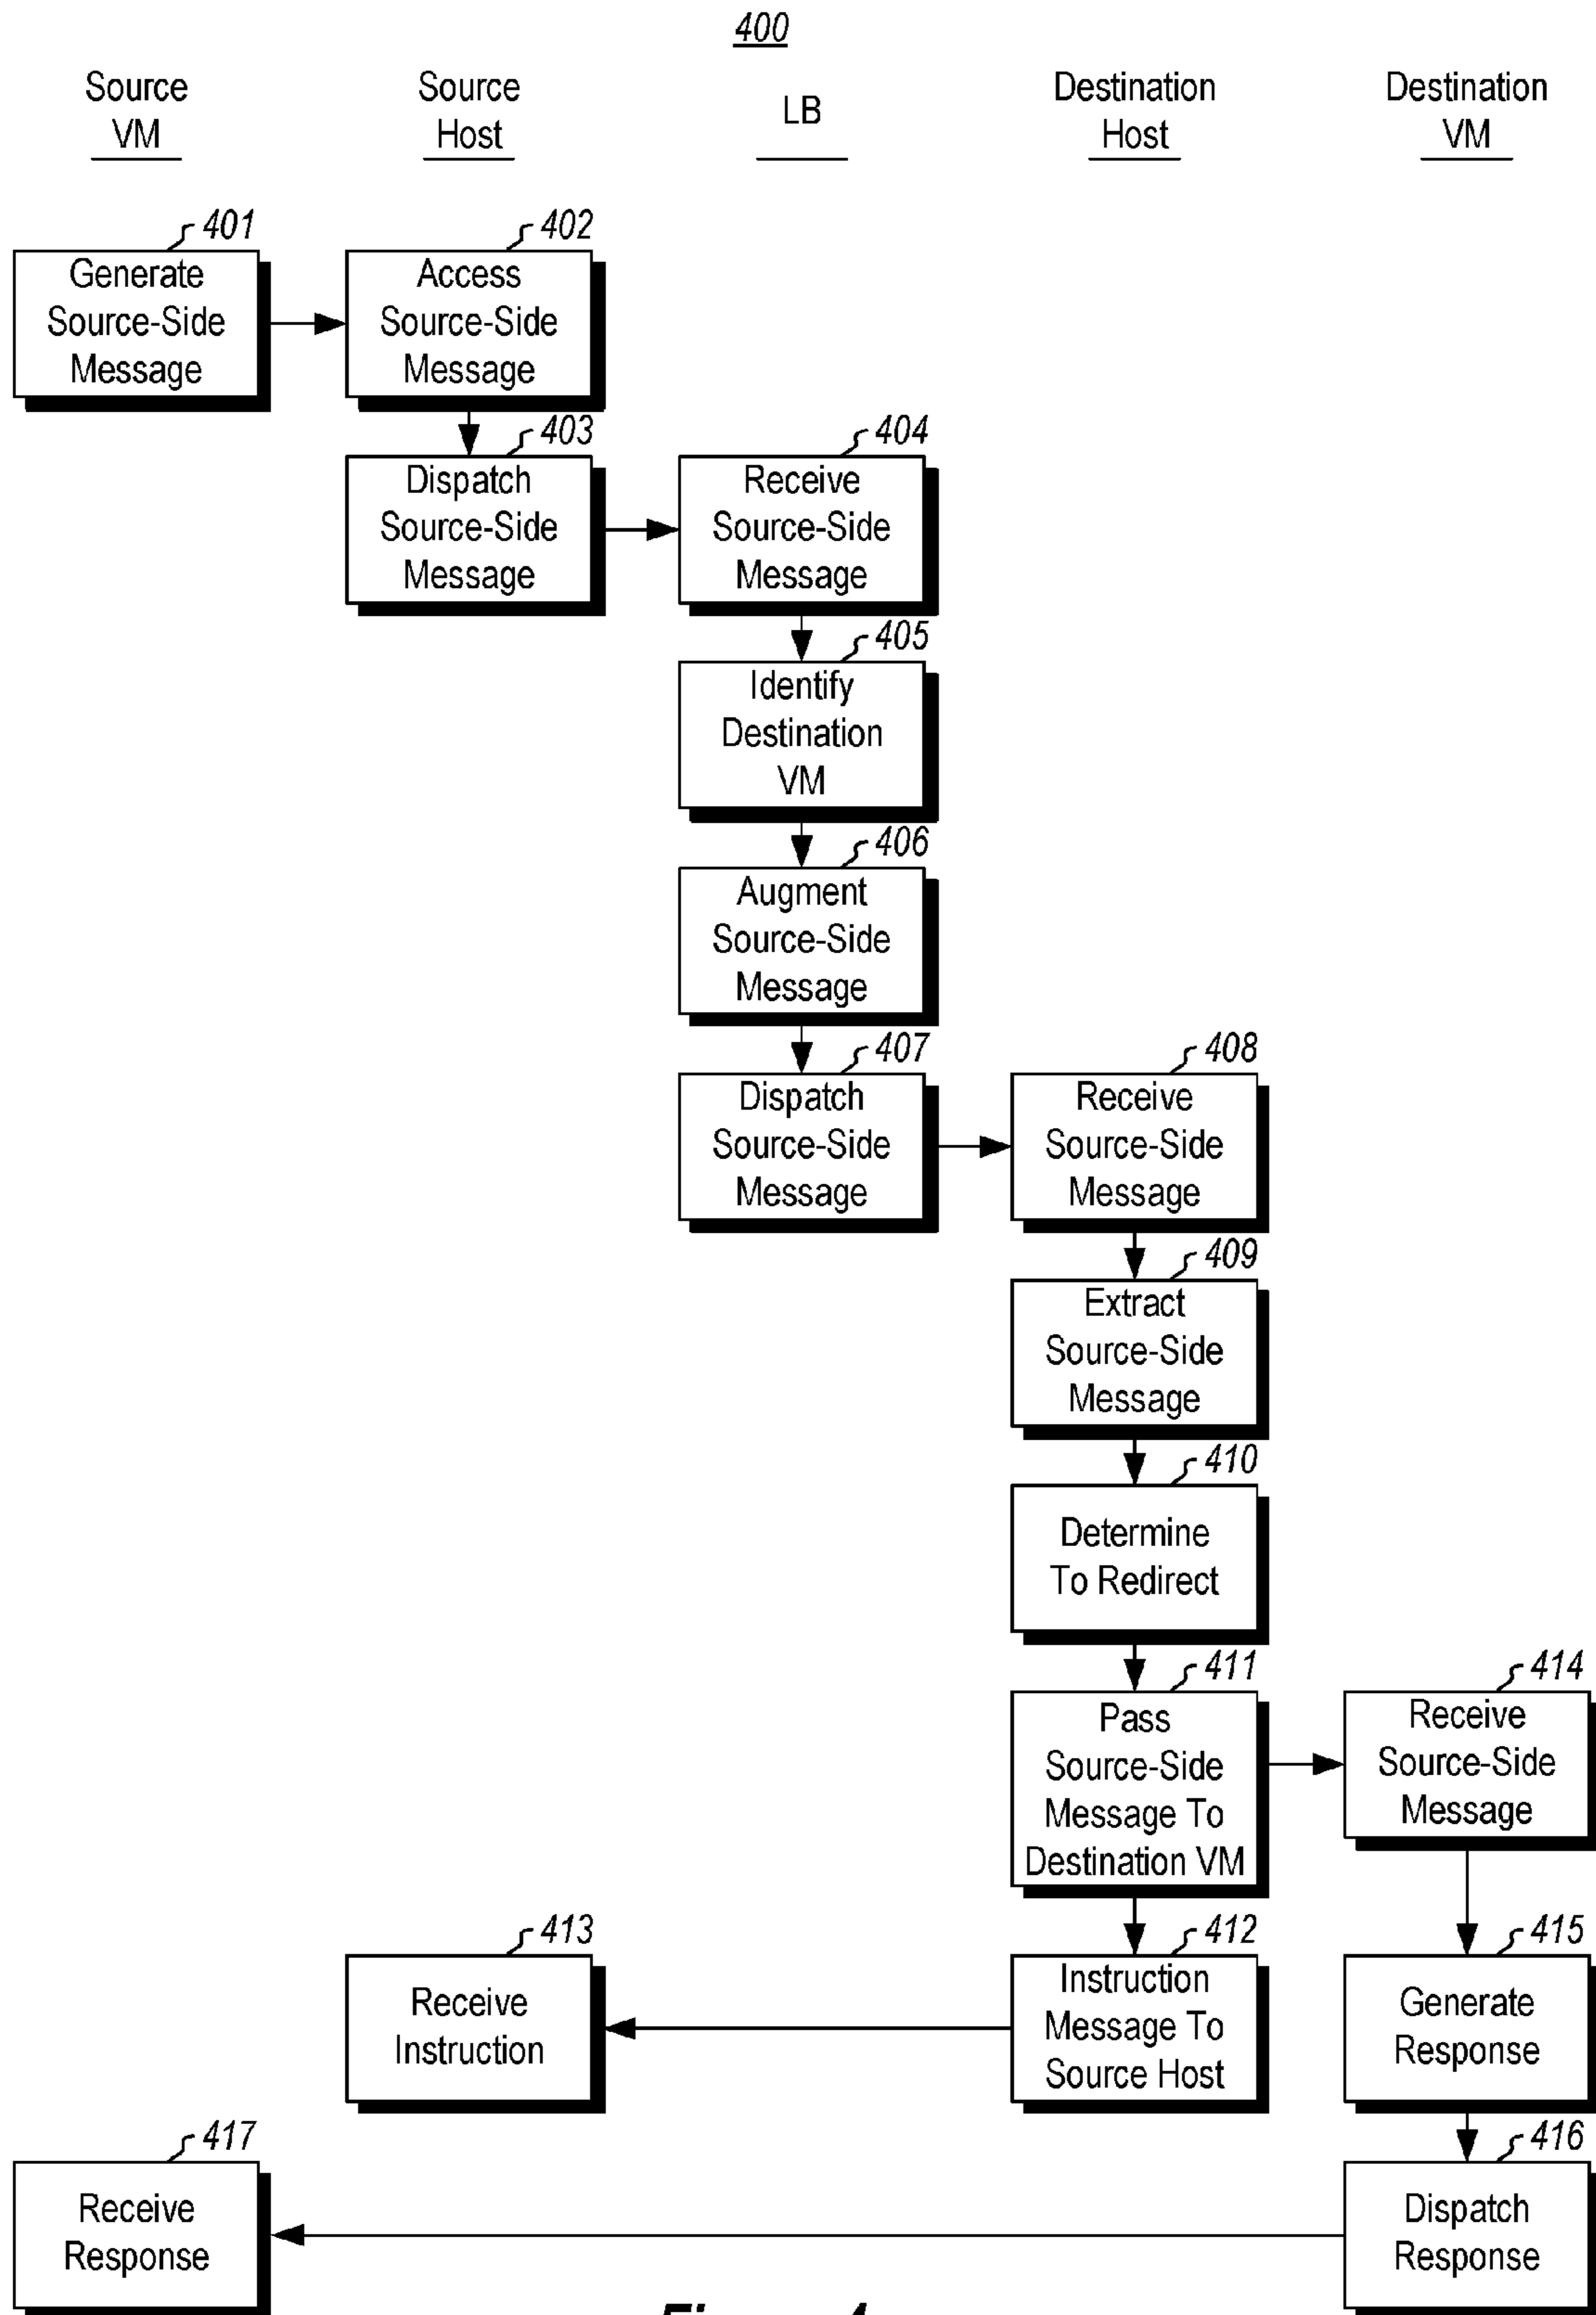 400
Source
VM
Source
Host
LB
Destination
Host
Destination
VM
401
Generate
Source-Side
Message
402
Access
Source-Side
Message
403
Dispatch
Source-Side
Message
404
Receive
Source-Side
Message
405
Identify
Destination
VM
406
Augment
Source-Side
Message
407
Dispatch
Source-Side
Message
408
Receive
Source-Side
Message
409
Extract
Source-Side
Message
410
Determine
To Redirect
411
Pass
Source-Side
Message To
Destination VM
414
Receive
Source-Side
Message
413
Receive
Instruction
412
Instruction
Message To
Source Host
415
Generate
Response
417
Receive
Response
416
Dispatch
Response